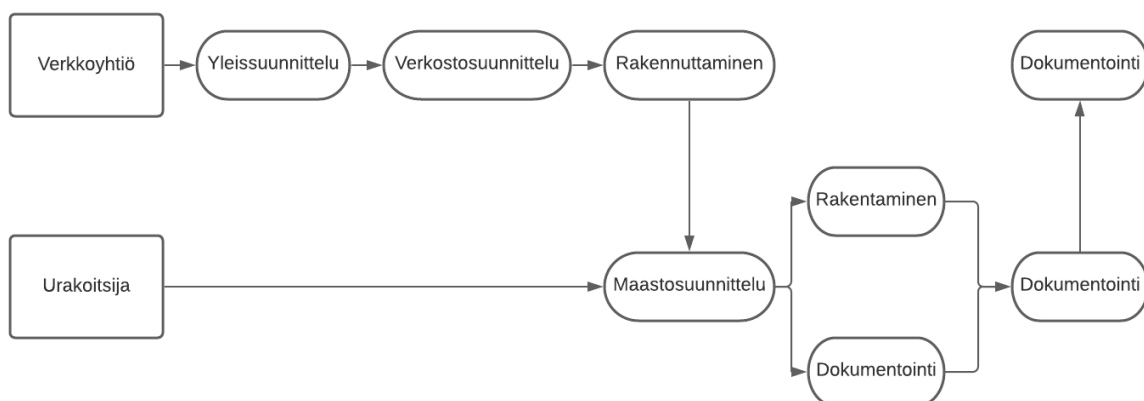 Verkkoyhtiö
Yleissuunnittelu
Verkostosuunnittelu
Rakennuttaminen
Dokumentointi
Rakentaminen
Urakoitsija
Maastosuunnittelu
Dokumentointi
Dokumentointi